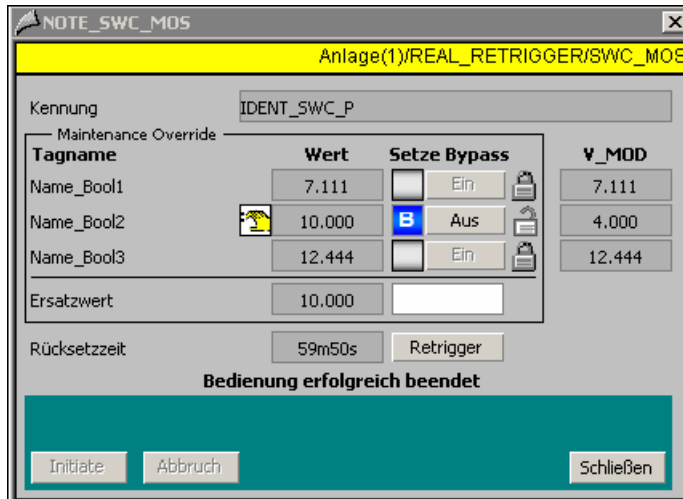 NOTE_SWC_MOS
Anlage(1)/REAL_RETRIGGER/SWC_MOS
Kennung IDENT_SWC_P
Maintenance Override
Tagname Wert Setze Bypass V_MOD
Name_Bool1 7.111 Ein 7.111
Name_Bool2 10.000 B Aus 4.000
Name_Bool3 12.444 Ein 12.444
Ersatzwert 10.000
Rücksetzzeit 59m50s Retrigger
Bedienung erfolgreich beendet
Initiate Abbruch Schließen